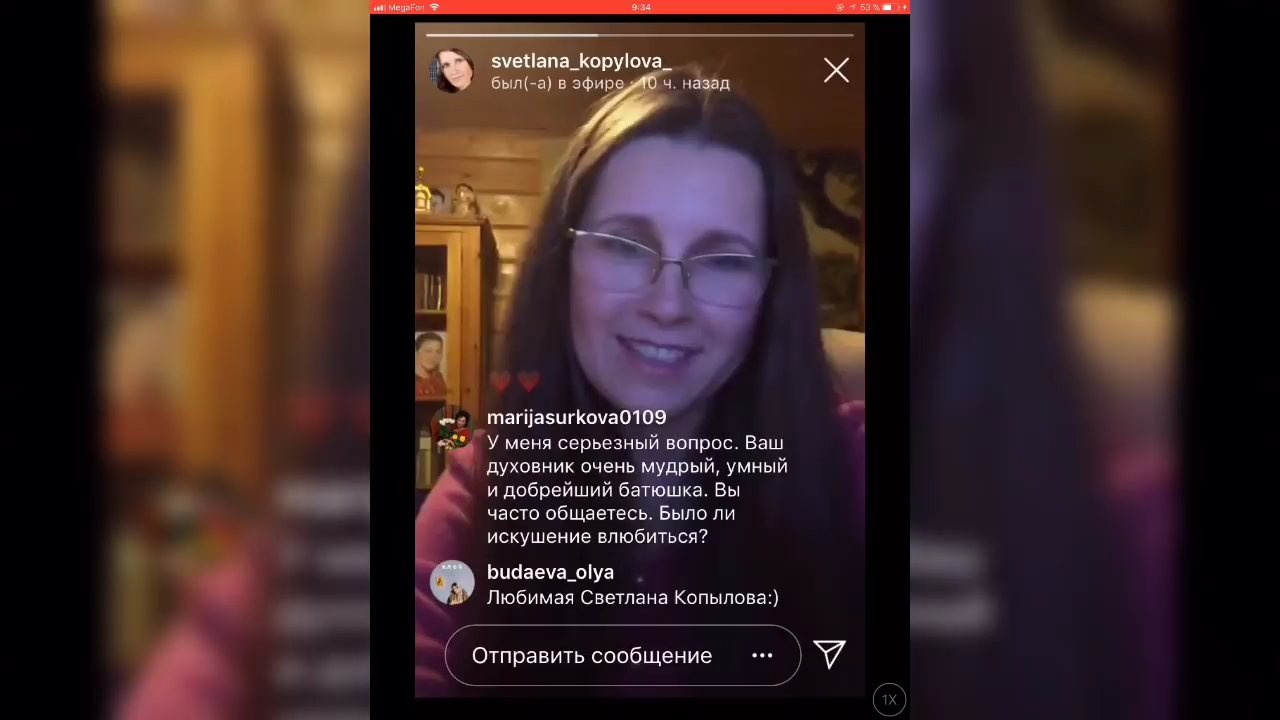 MegaFon
9:34
53 %
svetlana_kopylova_
был(-а) в эфире · 10 ч. назад
marijasurkova0109
У меня серьезный вопрос. Ваш
духовник очень мудрый, умный
и добрейший батюшка. Вы
часто общаетесь. Было ли
искушение влюбиться?
budaeva_olya
Любимая Светлана Копылова:)
Отправить сообщение
1X